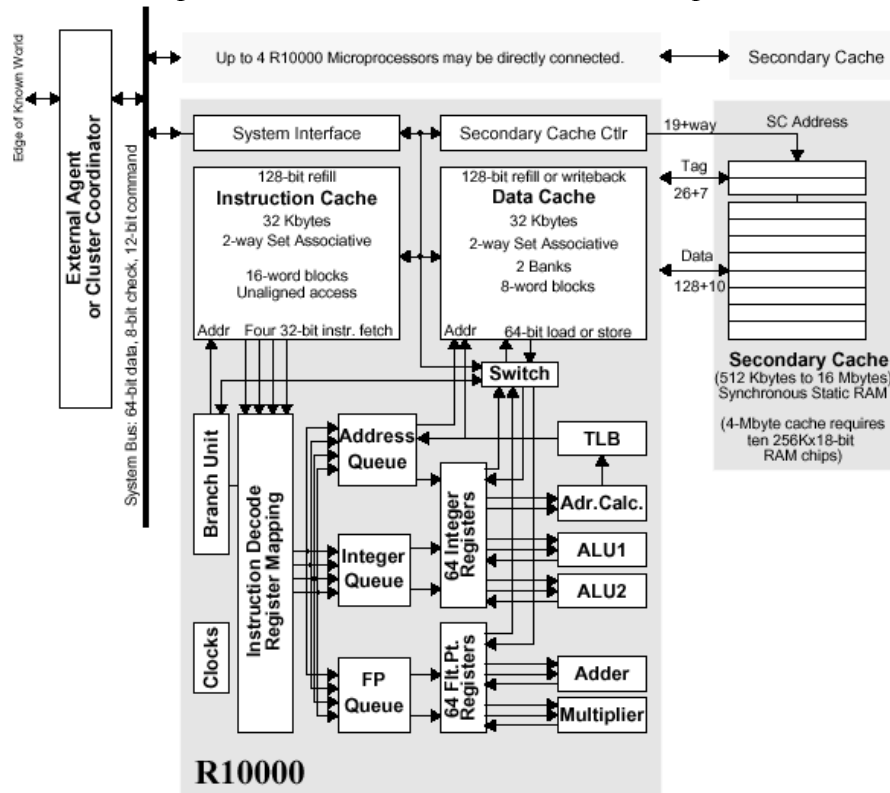 Edge of Known World
External Agent
or Cluster Coordinator
System Bus: 64-bit data, 8-bit check, 12-bit command
Up to 4 R10000 Microprocessors may be directly connected.
Secondary Cache
System Interface
Secondary Cache Ctlr
19+way
SC Address
128-bit refill
Instruction Cache
32 Kbytes
2-way Set Associative
16-word blocks
Unaligned access
Addr
Four 32-bit instr. fetch
128-bit refill or writeback
Data Cache
32 Kbytes
2-way Set Associative
2 Banks
8-word blocks
Addr
64-bit load or store
Tag
26+7
Data
128+10
Secondary Cache
(512 Kbytes to 16 Mbytes)
Synchronous Static RAM
(4-Mbyte cache requires
ten 256Kx18-bit
RAM chips)
Switch
Branch Unit
Clocks
Instruction Decode
Register Mapping
Address
Queue
Integer
Queue
FP
Queue
64 Integer
Registers
64 Flt.Pt.
Registers
TLB
Adr.Calc.
ALU1
ALU2
Adder
Multiplier
R10000